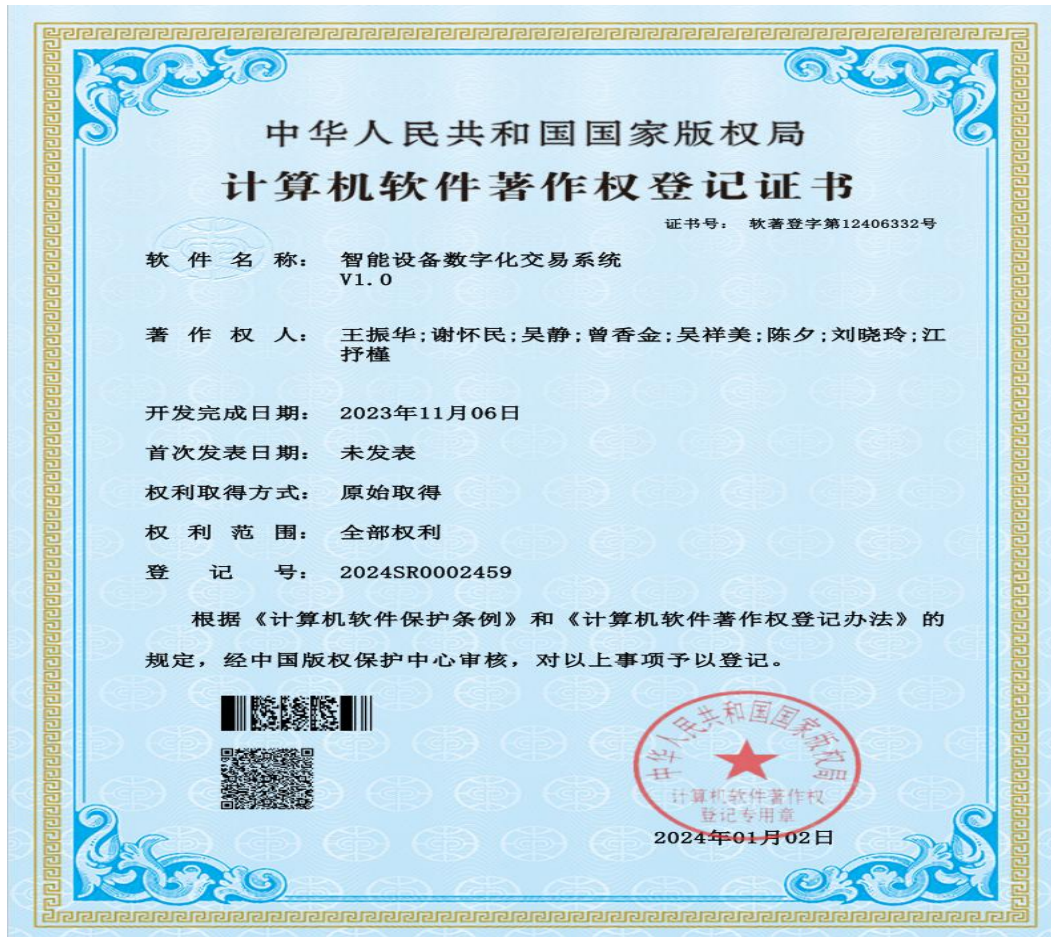 中华人民共和国国家版权局
计算机软件著作权登记证书
证书号： 软著登字第12406332号
软件名称： 智能设备数字化交易系统
V1.0
著作权人： 王振华;谢怀民;吴静;曾香金;吴祥美;陈夕;刘晓玲;江
抒槿
开发完成日期： 2023年11月06日
首次发表日期： 未发表
权利取得方式： 原始取得
权利范围： 全部权利
登记号： 2024SR0002459
根据《计算机软件保护条例》和《计算机软件著作权登记办法》的
规定，经中国版权保护中心审核，对以上事项予以登记。
中华人民共和国国家版权局
计算机软件著作权
登记专用章
2024年01月02日